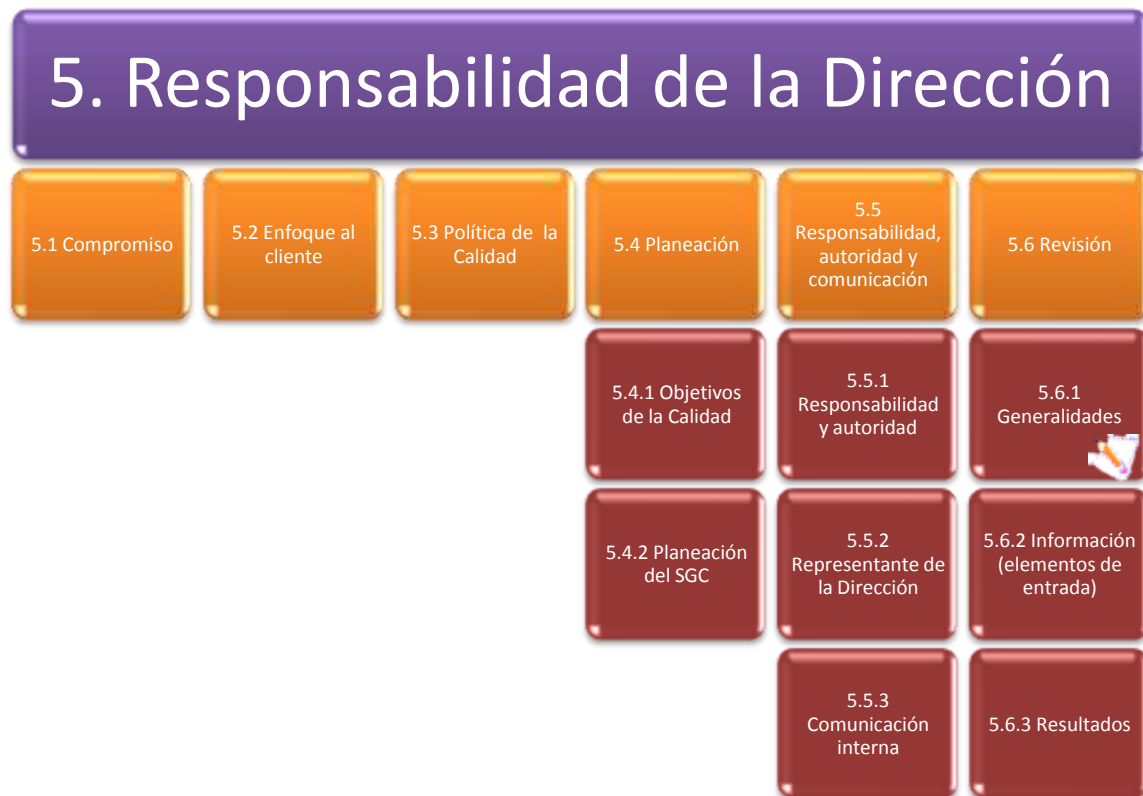 5. Responsabilidad de la Dirección
5.1 Compromiso
5.2 Enfoque al
cliente
5.3 Política de la
Calidad
5.4 Planeación
5.5
Responsabilidad,
autoridad y
comunicación
5.6 Revisión
5.4.1 Objetivos
de la Calidad
5.5.1
Responsabilidad
y autoridad
5.6.1
Generalidades
5.4.2 Planeación
del SGC
5.5.2
Representante de
la Dirección
5.6.2 Información
(elementos de
entrada)
5.5.3
Comunicación
interna
5.6.3 Resultados